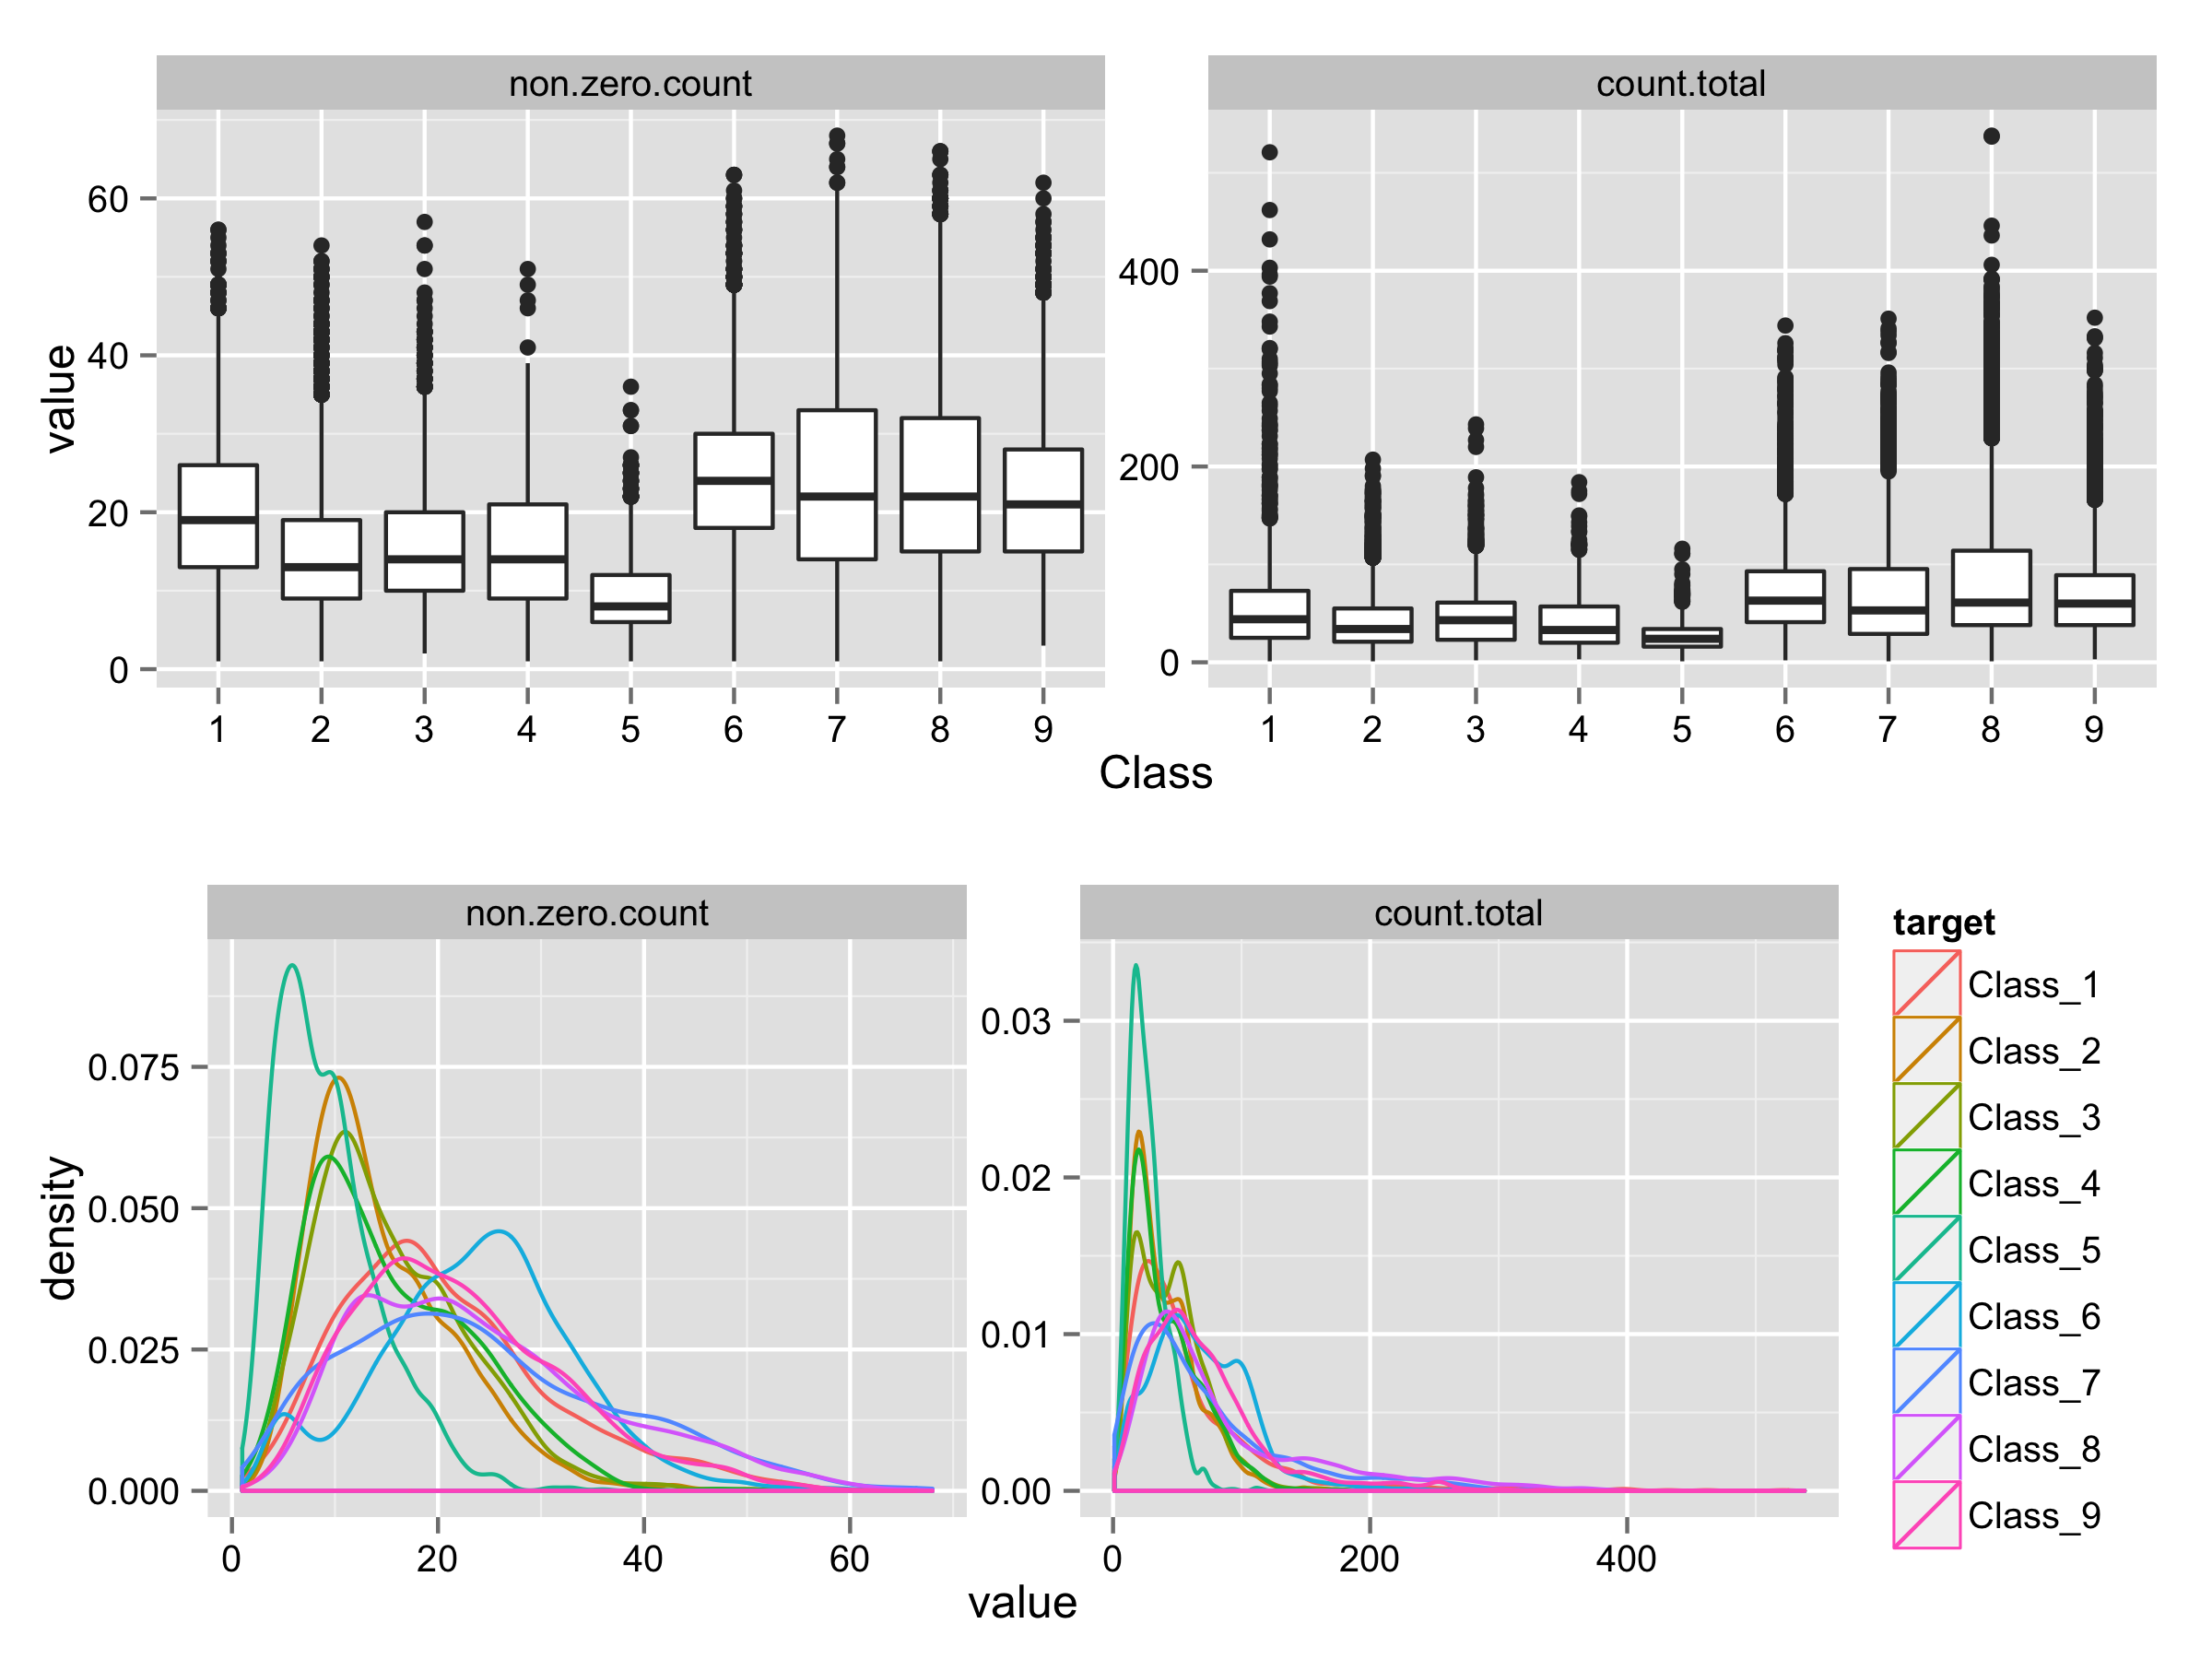 non.zero.count count.total
value
60
40
20
0
400
200
0
1 2 3 4 5 6 7 8 9
1 2 3 4 5 6 7 8 9
Class
non.zero.count count.total
density
0.075
0.050
0.025
0.000
0.03
0.02
0.01
0.00
0 20 40 60
0 200 400
value
target
Class_1
Class_2
Class_3
Class_4
Class_5
Class_6
Class_7
Class_8
Class_9